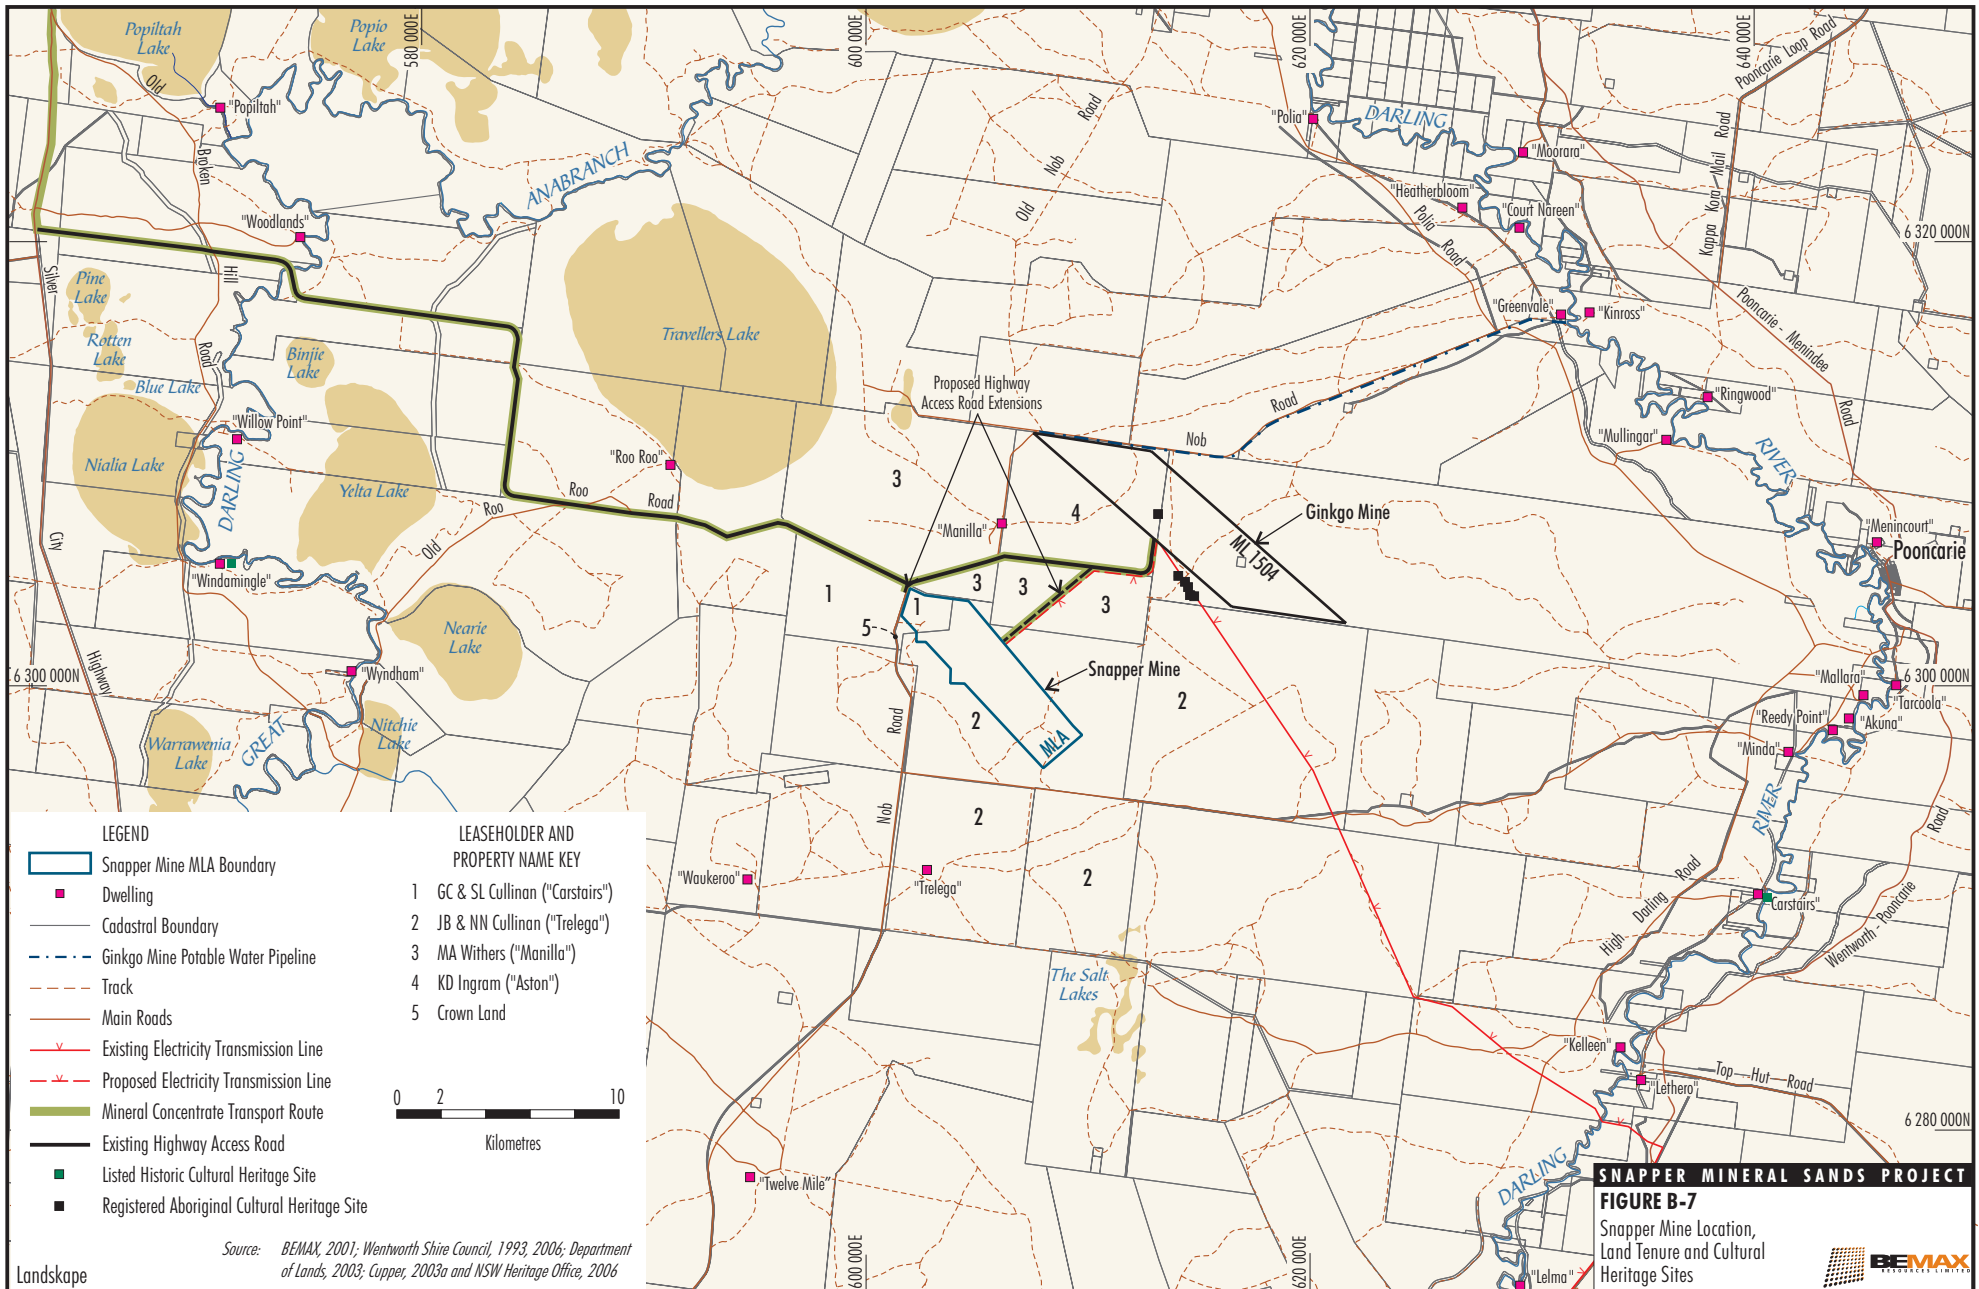 Popiltah
Lake
Popio
Lake
580 000E
600 000E
620 000E
640 000E
Pooncarie Loop Road
Old
"Popiltah"
Broken
ANABRANCH
Road
Nob
Old
"Polia"
DARLING
"Moorara"
"Heatherbloom"
"Court Nareen"
Polia
Road
Kappa Kona Mail Road
6 320 000N
"Woodlands"
Silver
Hill
Pine
Lake
Rotten
Lake
Blue Lake
Road
Binjie
Lake
Travellers Lake
"Greenvale"
"Kinross"
Pooncarie - Menindee
Road
Proposed Highway
Access Road Extensions
Road
Nob
"Ringwood"
"Mullingar"
RIVER
"Willow Point"
Nialia Lake
DARLING
Yelta Lake
"Roo Roo"
Roo
Road
Roo
Old
3
"Manilla"
4
Ginkgo Mine
ML 1504
"Menincourt"
Pooncarie
City
"Windamingle"
1
3
3
1
3
5
Nearie
Lake
6 300 000N
Highway
"Wyndham"
Snapper Mine
2
2
MLA
Road
"Mallara"
6 300 000N
"Tarcoola"
"Reedy Point"
"Akuna"
"Minda"
Warrawenia
Lake
GREAT
Nitchie
Lake
Nob
2
2
"Waukeroo"
"Trelega"
RIVER
Road
High
Darling
Road
Carstairs"
Wentworth - Pooncarie
The Salt
Lakes
"Kelleen"
"Lethero"
Top Hut Road
6 280 000N
"Twelve Mile"
DARLING
"Lelma"
600 000E
620 000E
LEGEND
Snapper Mine MLA Boundary
Dwelling
Cadastral Boundary
Ginkgo Mine Potable Water Pipeline
Track
Main Roads
Existing Electricity Transmission Line
Proposed Electricity Transmission Line
Mineral Concentrate Transport Route
Existing Highway Access Road
Listed Historic Cultural Heritage Site
Registered Aboriginal Cultural Heritage Site
LEASEHOLDER AND
PROPERTY NAME KEY
1 GC & SL Cullinan ("Carstairs")
2 JB & NN Cullinan ("Trelega")
3 MA Withers ("Manilla")
4 KD Ingram ("Aston")
5 Crown Land
0 2 10
Kilometres
Source: BEMAX, 2001; Wentworth Shire Council, 1993, 2006; Department
of Lands, 2003; Cupper, 2003a and NSW Heritage Office, 2006
Landskape
SNAPPER MINERAL SANDS PROJECT
FIGURE B-7
Snapper Mine Location,
Land Tenure and Cultural
Heritage Sites
BEMAX
RESOURCES LIMITED